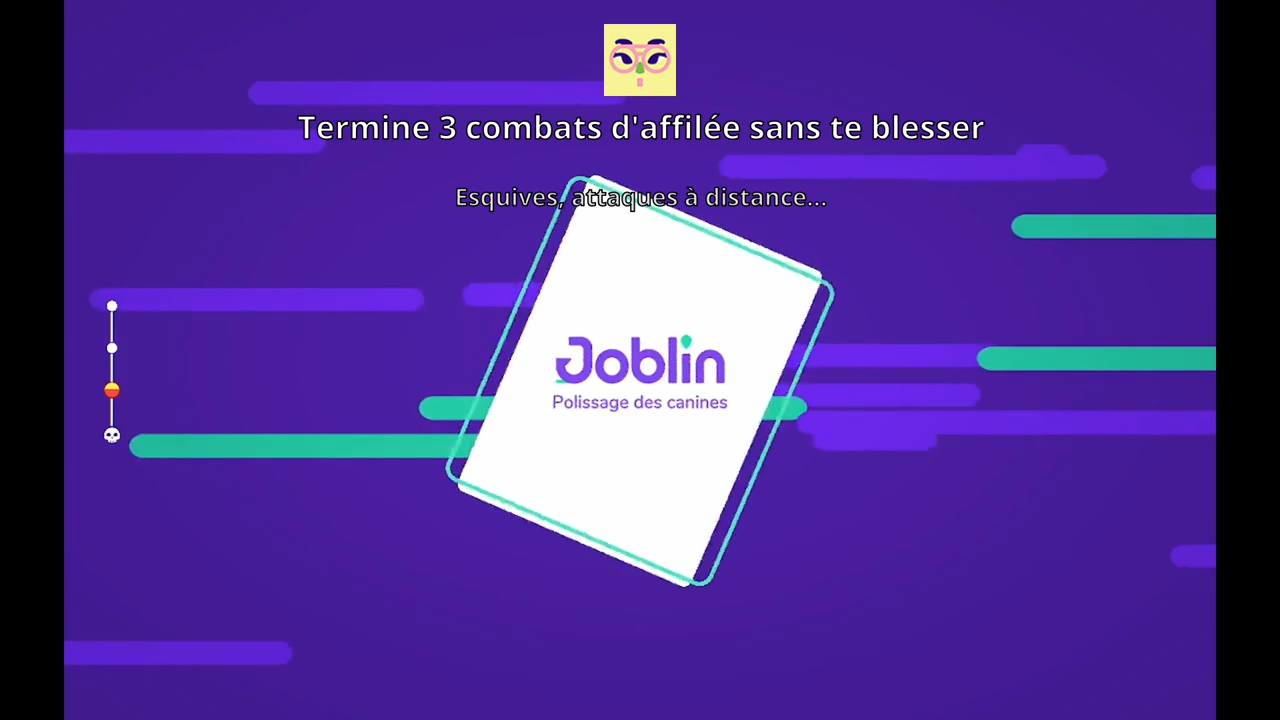 Termine 3 combats d'affilée sans te blesser
Esquives, attaques à distance...
Joblin
Polissage des canines